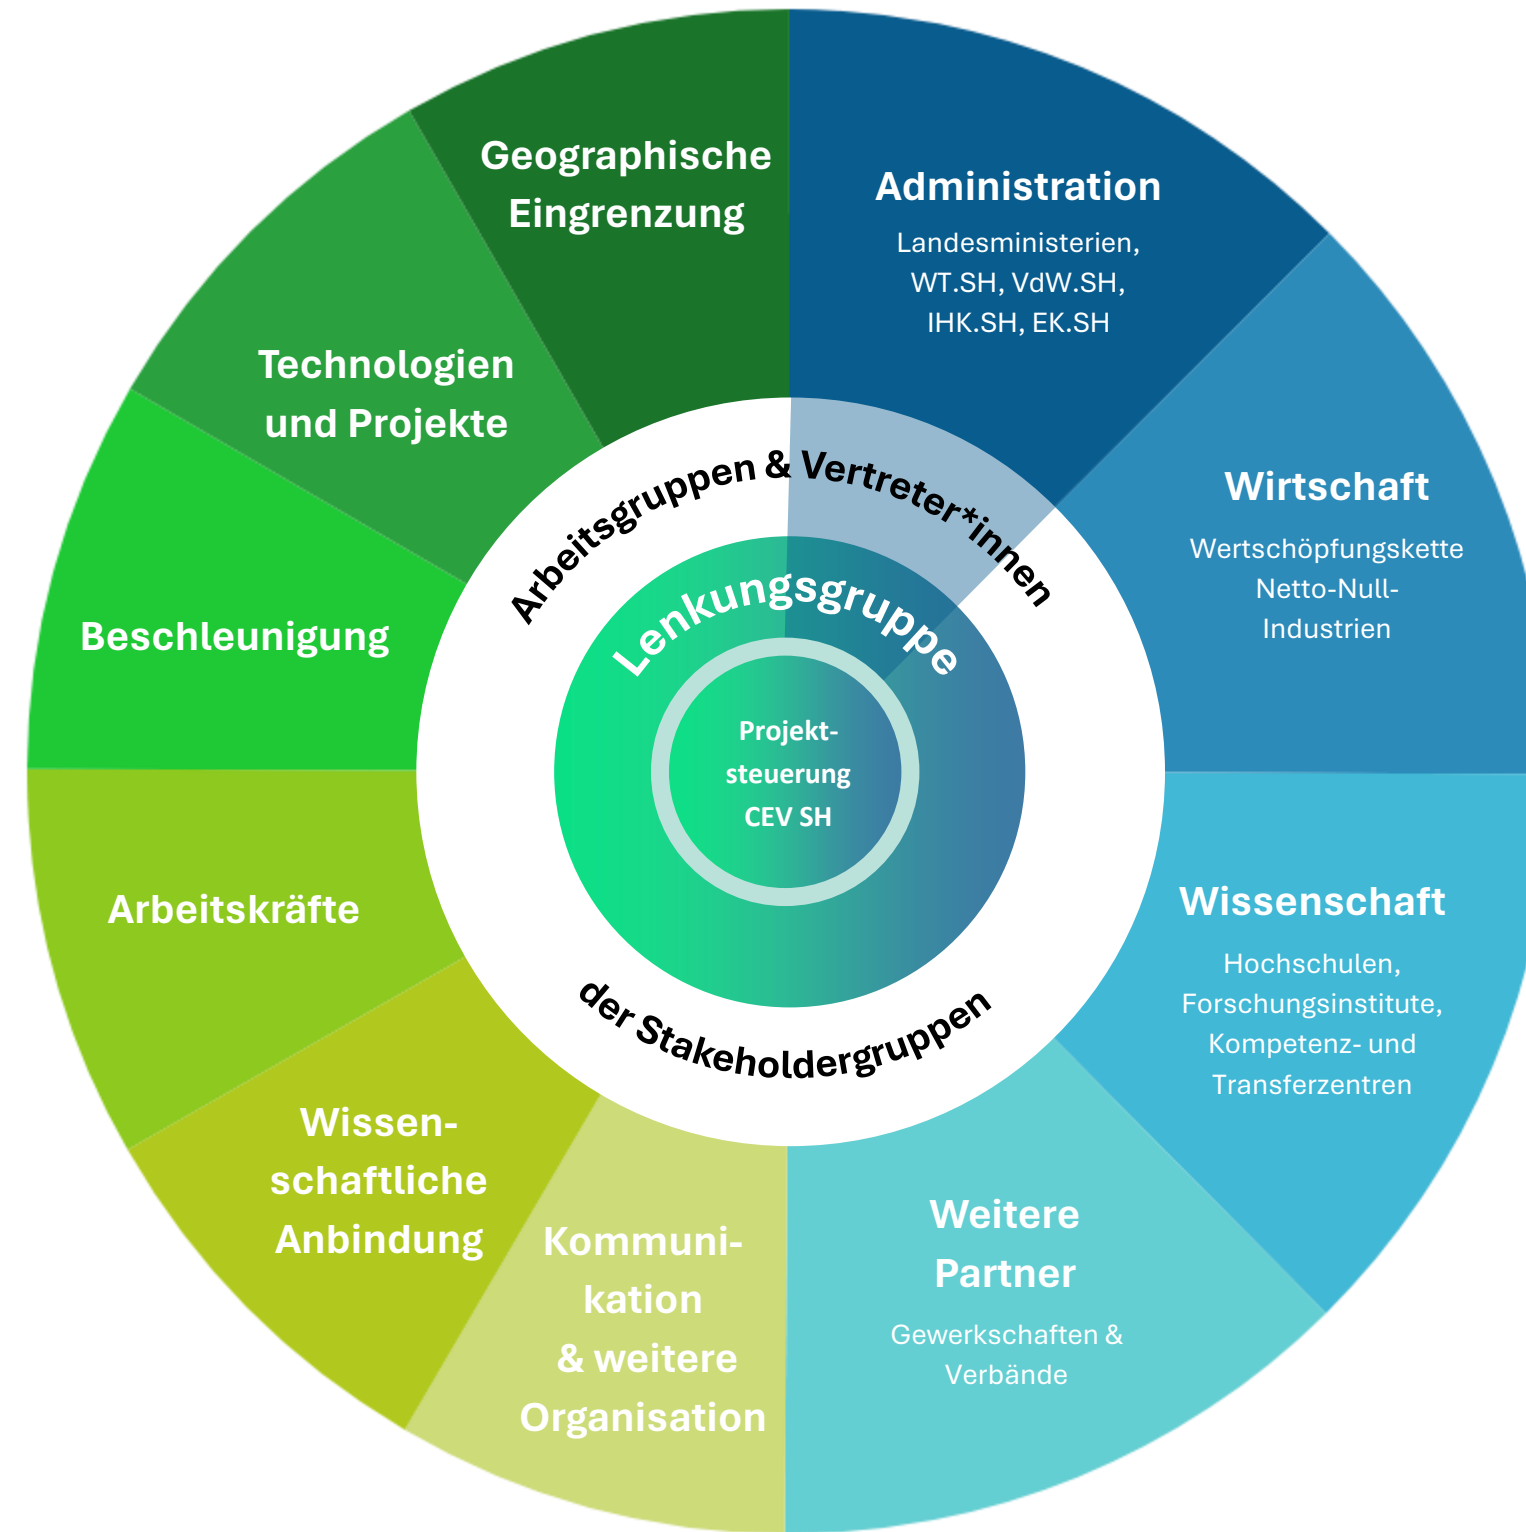 Geographische
Eingrenzung
Administration
Landesministerien,
WT.SH, VdW.SH,
IHK.SH, EK.SH
Technologien
und Projekte
Wirtschaft
Wertschöpfungskette
Netto-Null-
Industrien
Arbeitsgruppen & Vertreter*innen
Lenkungsgruppe
Beschleunigung
Projekt-
steuerung
CEV SH
Arbeitskräfte
Wissenschaft
Hochschulen,
Forschungsinstitute,
Kompetenz- und
Transferzentren
der Stakeholdergruppen
Wissen-
schaftliche
Anbindung
Kommuni-
kation
& weitere
Organisation
Weitere
Partner
Gewerkschaften &
Verbände